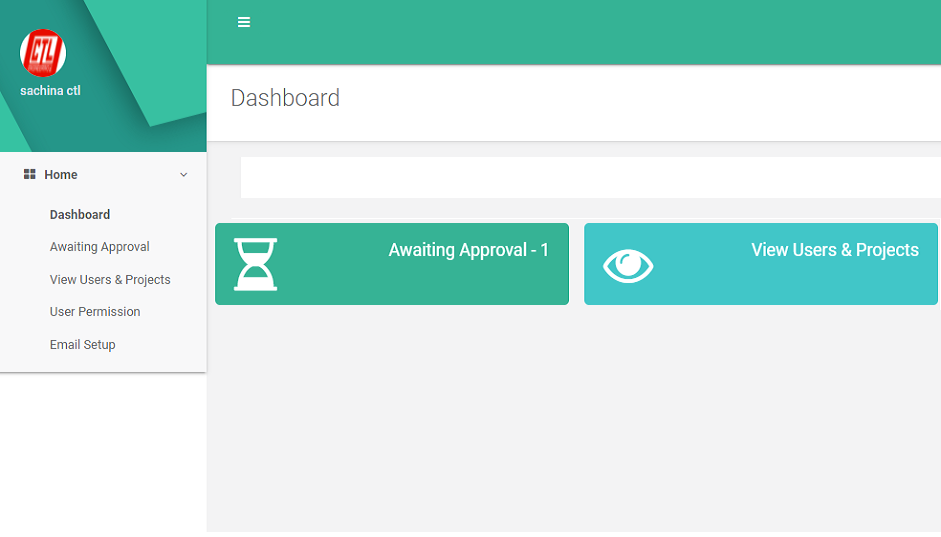 CTL
sachina ctl
Home
Dashboard
Awaiting Approval
View Users & Projects
User Permission
Email Setup
Dashboard
Awaiting Approval - 1
View Users & Projects